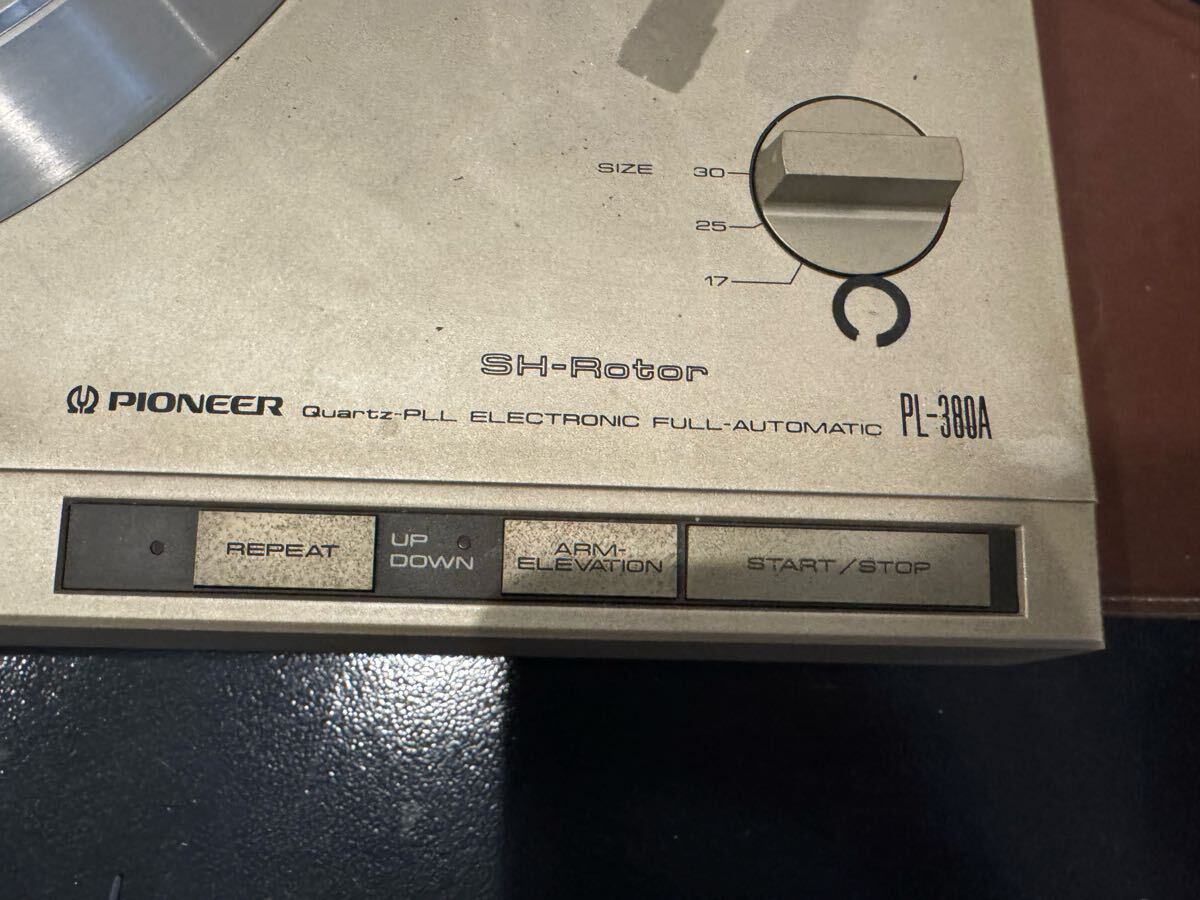 SIZE 30
25
17
SH-Rotor
PIONEER Quartz-PLL ELECTRONIC FULL-AUTOMATIC PL-380A
REPEAT UP DOWN ARM-ELEVATION START/STOP